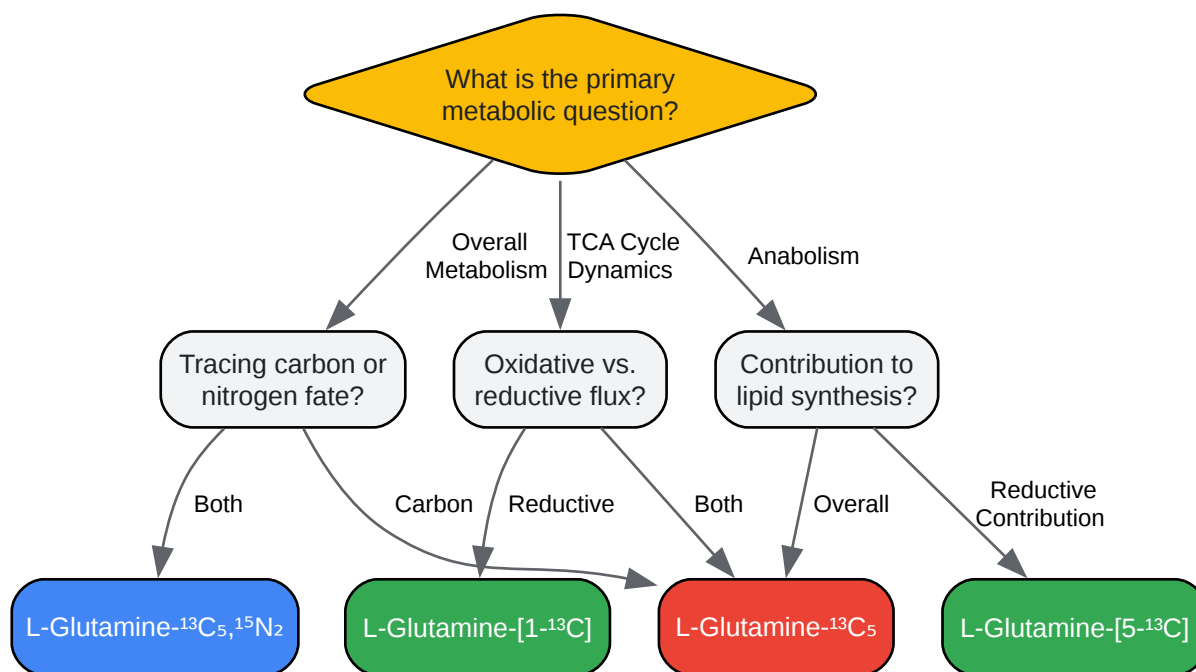 What is the primary
metabolic question?
Overall
Metabolism
TCA Cycle
Dynamics
Anabolism
Tracing carbon or
nitrogen fate?
Oxidative vs.
reductive flux?
Contribution to
lipid synthesis?
Both
Carbon
Reductive
Both
Overall
Reductive
Contribution
L-Glutamine-¹³C₅,¹⁵N₂
L-Glutamine-[1-¹³C]
L-Glutamine-¹³C₅
L-Glutamine-[5-¹³C]